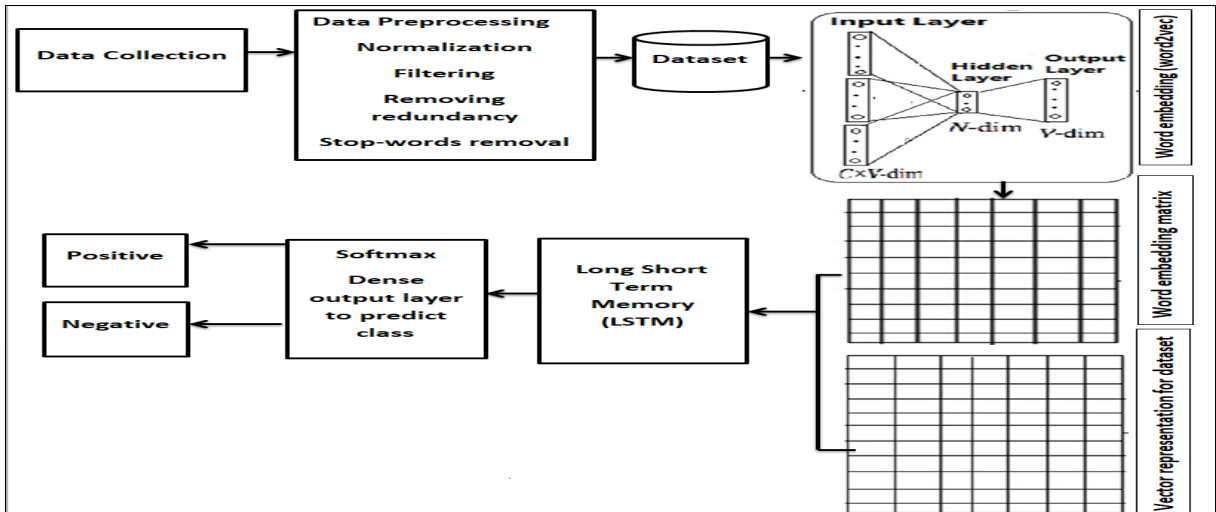 Data Collection
Data Preprocessing
Normalization
Filtering
Removing
redundancy
Stop-words removal
Dataset
Input Layer
Hidden
Layer
Output
Layer
N-dim
V-dim
C×V-dim
Word embedding (word2vec)
Word embedding matrix
Vector representation for dataset
Long Short
Term
Memory
(LSTM)
Softmax
Dense
output layer
to predict
class
Positive
Negative